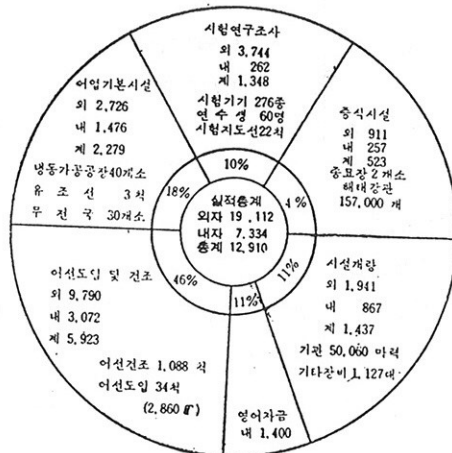 시험연구조사
외 3,744
내 262
제 1,348
시험기기 276종
연수생 60명
시험지도선22척
10%
증식시설
외 911
내 257
제 523
종묘장 2개소
해태강관
157,000 개
4%
시설개량
외 1,941
내 867
제 1,437
기관 50,060 마력
기타장비 1,127대
11%
영어자금
내 1,400
11%
어선도입 및 건조
외 9,790
내 3,072
제 5,923
어선건조 1,088 척
어선도입 34척
(2,860
46%
어업기본시설
외 2,726
내 1,476
제 2,279
냉동가공공장40개소
유조선 3척
무전국 30개소
18%
실적총계
외자 19,112
내자 7,334
총계 12,910